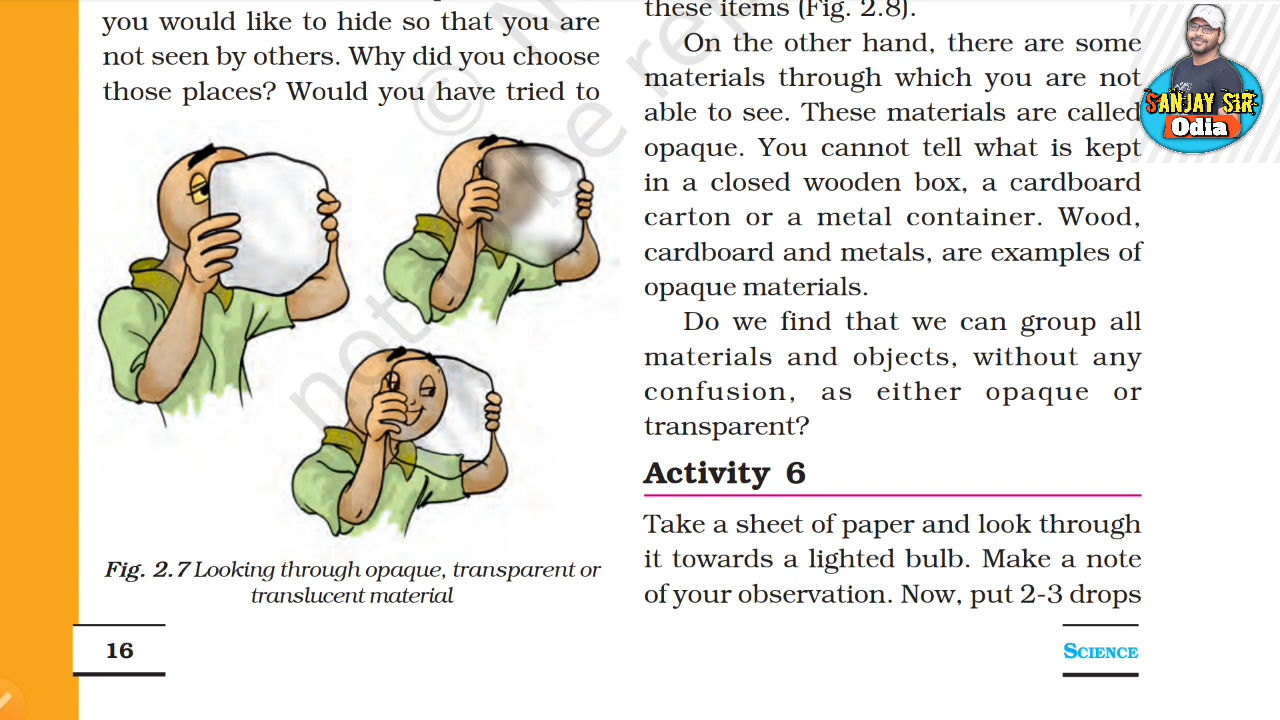 you would like to hide so that you are
not seen by others. Why did you choose
those places? Would you have tried to
Fig. 2.7 Looking through opaque, transparent or
translucent material
16
these items (Fig. 2.8).
On the other hand, there are some
materials through which you are not
able to see. These materials are called
opaque. You cannot tell what is kept
in a closed wooden box, a cardboard
carton or a metal container. Wood,
cardboard and metals, are examples of
opaque materials.
Do we find that we can group all
materials and objects, without any
confusion, as either opaque or
transparent?
Activity 6
Take a sheet of paper and look through
it towards a lighted bulb. Make a note
of your observation. Now, put 2-3 drops
SCIENCE
SANJAY SIR
Odia
© N
not be rep